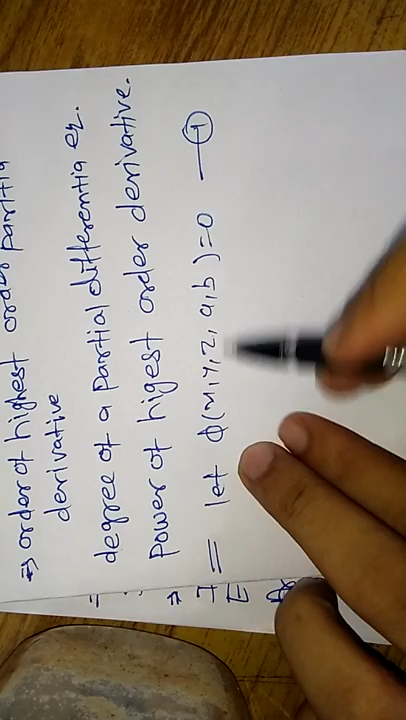 ⇒ order of highest order partia
derivative
degree of a Partial differentia eq.
Power of higest order derivative.
= let ϕ(x,y,z,a,b)=0 —①